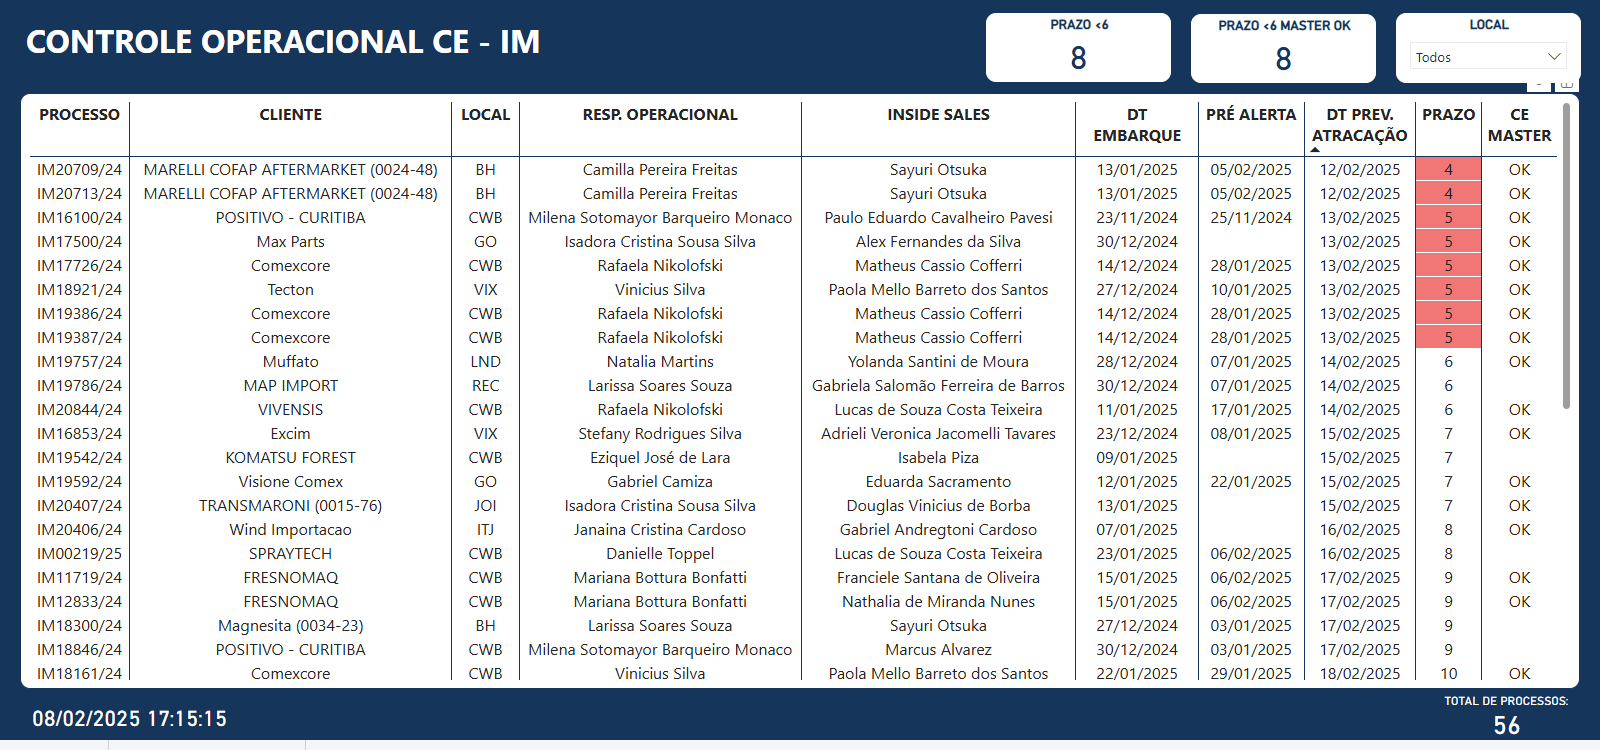 CONTROLE OPERACIONAL CE - IM
PRAZO <6
8
PRAZO <6 MASTER OK
8
LOCAL
Todos
PROCESSO CLIENTE LOCAL RESP. OPERACIONAL INSIDE SALES DT EMBARQUE PRÉ ALERTA DT PREV. ATRACAÇÃO PRAZO CE MASTER
IM20709/24 MARELLI COFAP AFTERMARKET (0024-48) BH Camilla Pereira Freitas Sayuri Otsuka 13/01/2025 05/02/2025 12/02/2025 4 OK
IM20713/24 MARELLI COFAP AFTERMARKET (0024-48) BH Camilla Pereira Freitas Sayuri Otsuka 13/01/2025 05/02/2025 12/02/2025 4 OK
IM16100/24 POSITIVO - CURITIBA CWB Milena Sotomayor Barqueiro Monaco Paulo Eduardo Cavalheiro Pavesi 23/11/2024 25/11/2024 13/02/2025 5 OK
IM17500/24 Max Parts GO Isadora Cristina Sousa Silva Alex Fernandes da Silva 30/12/2024 13/02/2025 5 OK
IM17726/24 Comexcore CWB Rafaela Nikolofski Matheus Cassio Cofferri 14/12/2024 28/01/2025 13/02/2025 5 OK
IM18921/24 Tecton VIX Vinicius Silva Paola Mello Barreto dos Santos 27/12/2024 10/01/2025 13/02/2025 5 OK
IM19386/24 Comexcore CWB Rafaela Nikolofski Matheus Cassio Cofferri 14/12/2024 28/01/2025 13/02/2025 5 OK
IM19387/24 Comexcore CWB Rafaela Nikolofski Matheus Cassio Cofferri 14/12/2024 28/01/2025 13/02/2025 5 OK
IM19757/24 Muffato LND Natalia Martins Yolanda Santini de Moura 28/12/2024 07/01/2025 14/02/2025 6 OK
IM19786/24 MAP IMPORT REC Larissa Soares Souza Gabriela Salomão Ferreira de Barros 30/12/2024 07/01/2025 14/02/2025 6
IM20844/24 VIVENSIS CWB Rafaela Nikolofski Lucas de Souza Costa Teixeira 11/01/2025 17/01/2025 14/02/2025 6 OK
IM16853/24 Excim VIX Stefany Rodrigues Silva Adrieli Veronica Jacomelli Tavares 23/12/2024 08/01/2025 15/02/2025 7 OK
IM19542/24 KOMATSU FOREST CWB Eziquel José de Lara Isabela Piza 09/01/2025 15/02/2025 7
IM19592/24 Visione Comex GO Gabriel Camiza Eduarda Sacramento 12/01/2025 22/01/2025 15/02/2025 7 OK
IM20407/24 TRANSMARONI (0015-76) JOI Isadora Cristina Sousa Silva Douglas Vinicius de Borba 13/01/2025 15/02/2025 7 OK
IM20406/24 Wind Importacao ITJ Janaina Cristina Cardoso Gabriel Andregtoni Cardoso 07/01/2025 16/02/2025 8 OK
IM00219/25 SPRAYTECH CWB Danielle Toppel Lucas de Souza Costa Teixeira 23/01/2025 06/02/2025 16/02/2025 8
IM11719/24 FRESNOMAQ CWB Mariana Bottura Bonfatti Franciele Santana de Oliveira 15/01/2025 06/02/2025 17/02/2025 9 OK
IM12833/24 FRESNOMAQ CWB Mariana Bottura Bonfatti Nathalia de Miranda Nunes 15/01/2025 06/02/2025 17/02/2025 9 OK
IM18300/24 Magnesita (0034-23) BH Larissa Soares Souza Sayuri Otsuka 27/12/2024 03/01/2025 17/02/2025 9
IM18846/24 POSITIVO - CURITIBA CWB Milena Sotomayor Barqueiro Monaco Marcus Alvarez 30/12/2024 03/01/2025 17/02/2025 9
IM18161/24 Comexcore CWB Vinicius Silva Paola Mello Barreto dos Santos 22/01/2025 29/01/2025 18/02/2025 10 OK
08/02/2025 17:15:15
TOTAL DE PROCESSOS:
56